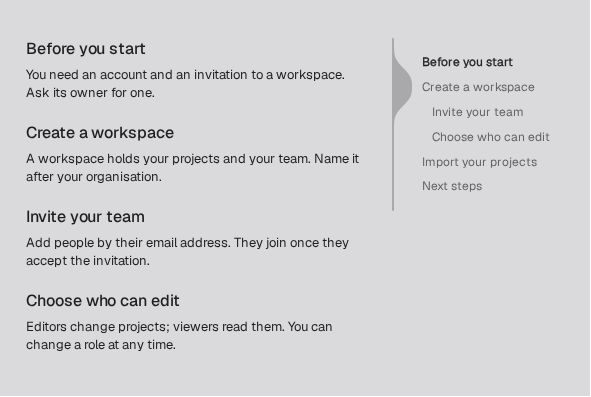 Before you start
You need an account and an invitation to a workspace.
Ask its owner for one.
Create a workspace
A workspace holds your projects and your team. Name it
after your organisation.
Invite your team
Add people by their email address. They join once they
accept the invitation.
Choose who can edit
Editors change projects; viewers read them. You can
change a role at any time.
Before you start
Create a workspace
Invite your team
Choose who can edit
Import your projects
Next steps